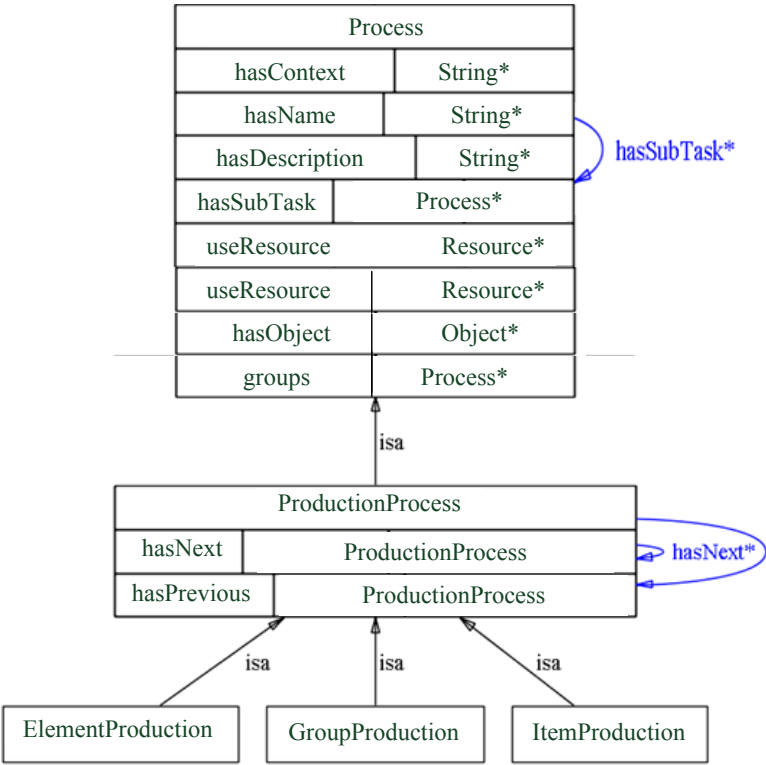 Process
hasContext String*
hasName String*
hasDescription String*
hasSubTask Process*
useResource Resource*
useResource Resource*
hasObject Object*
groups Process*
hasSubTask*
isa
ProductionProcess
hasNext ProductionProcess
hasPrevious ProductionProcess
hasNext*
isa isa isa
ElementProduction GroupProduction ItemProduction